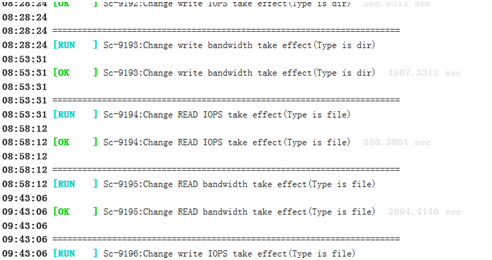 08:28:24 [OK ] Sc-9192:Change write IOPS take effect(Type is dir) 288.0312 sec
08:28:24
08:28:24 ======================================================================
08:28:24 [RUN ] Sc-9193:Change write bandwidth take effect(Type is dir)
08:53:31
08:53:31 [OK ] Sc-9193:Change write bandwidth take effect(Type is dir) 1507.3312 sec
08:53:31
08:53:31 ======================================================================
08:53:31 [RUN ] Sc-9194:Change READ IOPS take effect(Type is file)
08:58:12
08:58:12 [OK ] Sc-9194:Change READ IOPS take effect(Type is file) 280.2804 sec
08:58:12
08:58:12 ======================================================================
08:58:12 [RUN ] Sc-9195:Change READ bandwidth take effect(Type is file)
09:43:06
09:43:06 [OK ] Sc-9195:Change READ bandwidth take effect(Type is file) 2694.4140 sec
09:43:06
09:43:06 ======================================================================
09:43:06 [RUN ] Sc-9196:Change write IOPS take effect(Type is file)